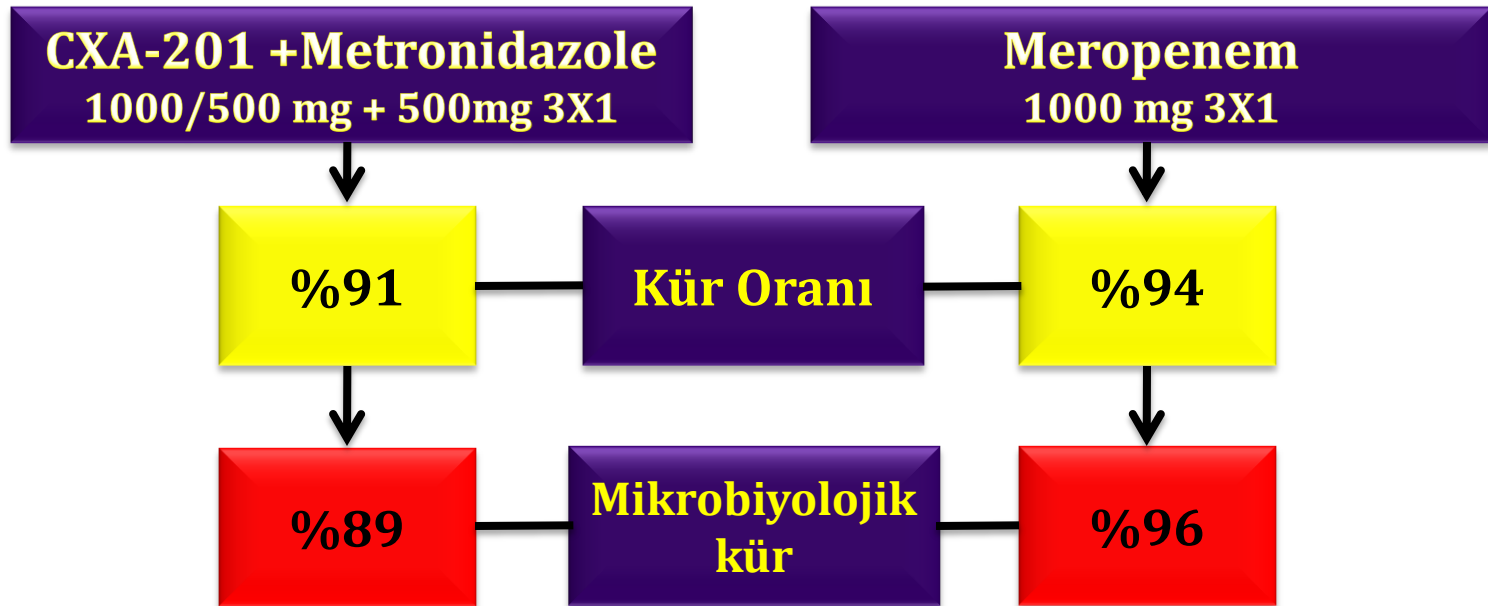 CXA-201 +Metronidazole
1000/500 mg + 500mg 3X1
Meropenem
1000 mg 3X1
%91
Kür Oranı
%94
%89
Mikrobiyolojik
kür
%96